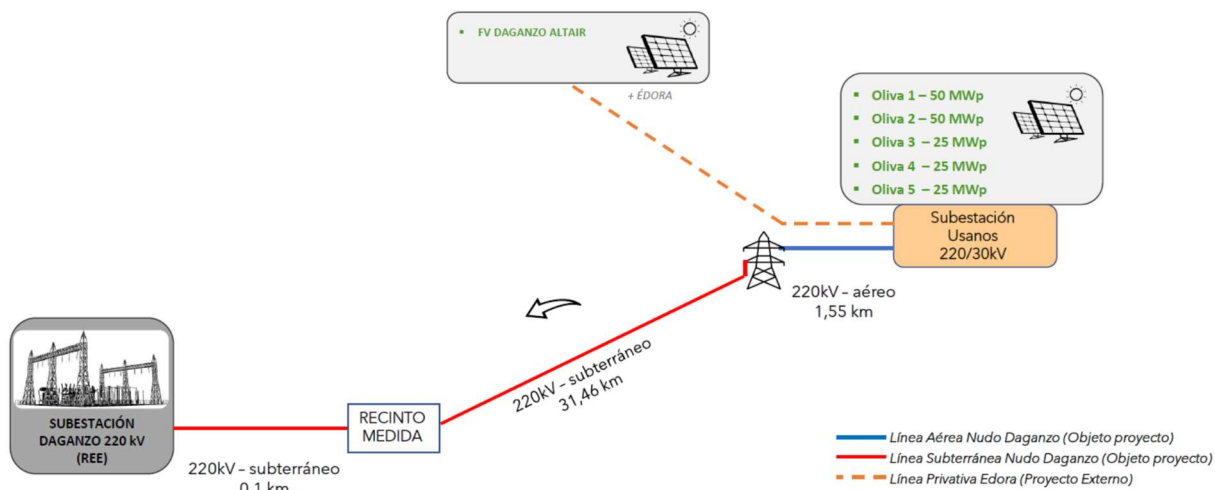 FV DAGANZO ALTAIR
+ ÉDORA
Oliva 1 – 50 MWp
Oliva 2 – 50 MWp
Oliva 3 – 25 MWp
Oliva 4 – 25 MWp
Oliva 5 – 25 MWp
Subestación
Usanos
220/30kV
220kV – aéreo
1,55 km
220kV – subterráneo
31,46 km
RECINTO
MEDIDA
SUBESTACIÓN
DAGANZO 220 kV
(REE)
220kV – subterráneo
0,1 km
Línea Aérea Nudo Daganzo (Objeto proyecto)
Línea Subterránea Nudo Daganzo (Objeto proyecto)
Línea Privativa Edora (Proyecto Externo)